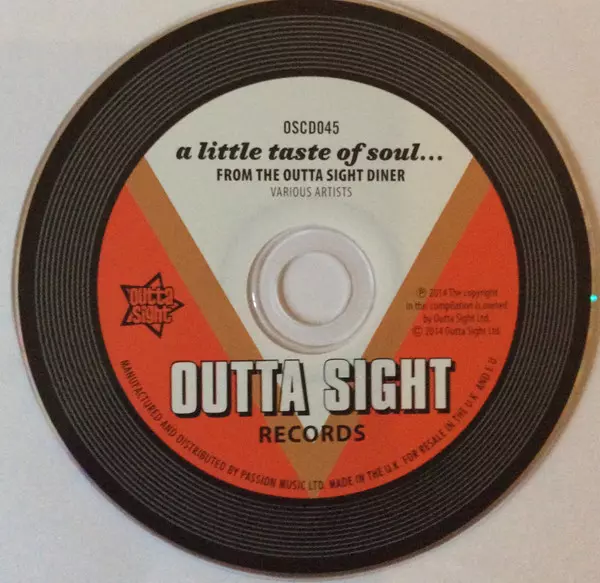 OSCD045
a little taste of soul...
FROM THE OUTTA SIGHT DINER
VARIOUS ARTISTS
outta
sight
℗ 2014 The copyright
in this compilation is owned
by Outta Sight Ltd.
© 2014 Outta Sight Ltd.
OUTTA SIGHT
RECORDS
MANUFACTURED AND DISTRIBUTED BY PASSION MUSIC LTD. MADE IN THE U.K. FOR RESALE IN THE U.K. AND E.U